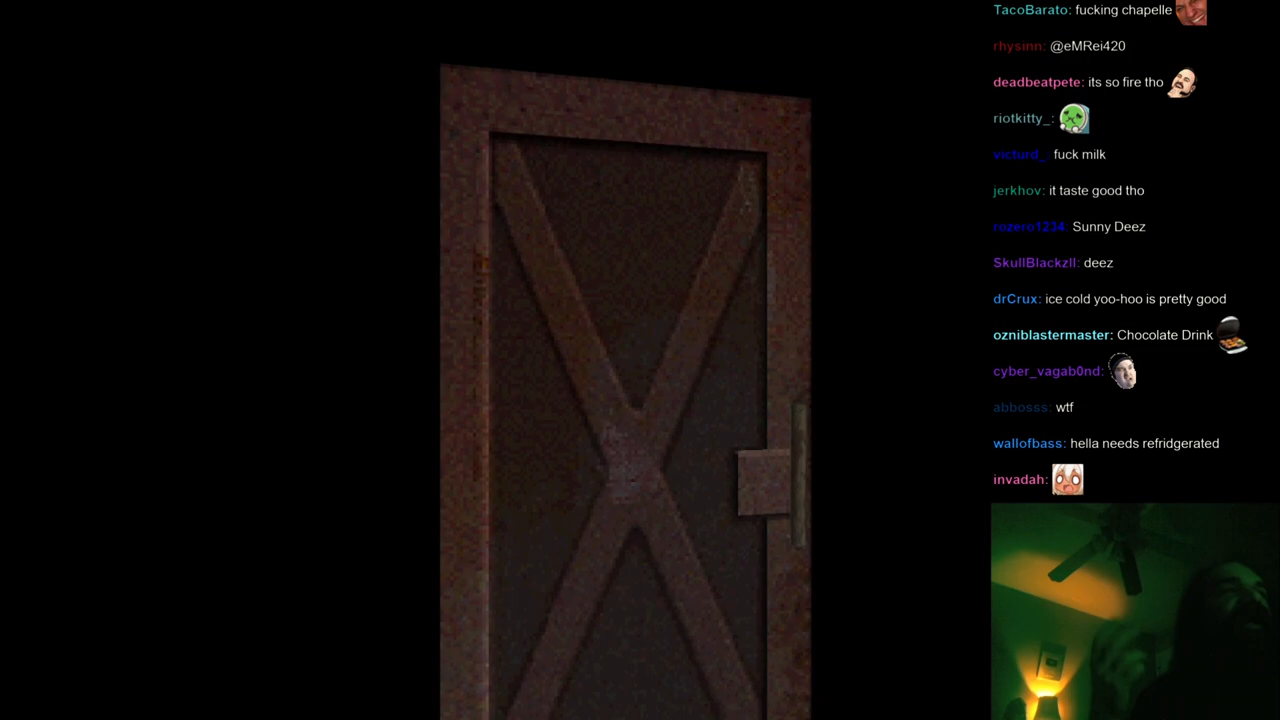 TacoBarato: fucking chapelle
rhysinn: @eMRei420
deadbeatpete: its so fire tho
riotkitty_:
victurd_: fuck milk
jerkhov: it taste good tho
rozero1234: Sunny Deez
SkullBlackzll: deez
drCrux: ice cold yoo-hoo is pretty good
ozniblastermaster: Chocolate Drink
cyber_vagab0nd:
abbosss: wtf
wallofbass: hella needs refridgerated
invadah: